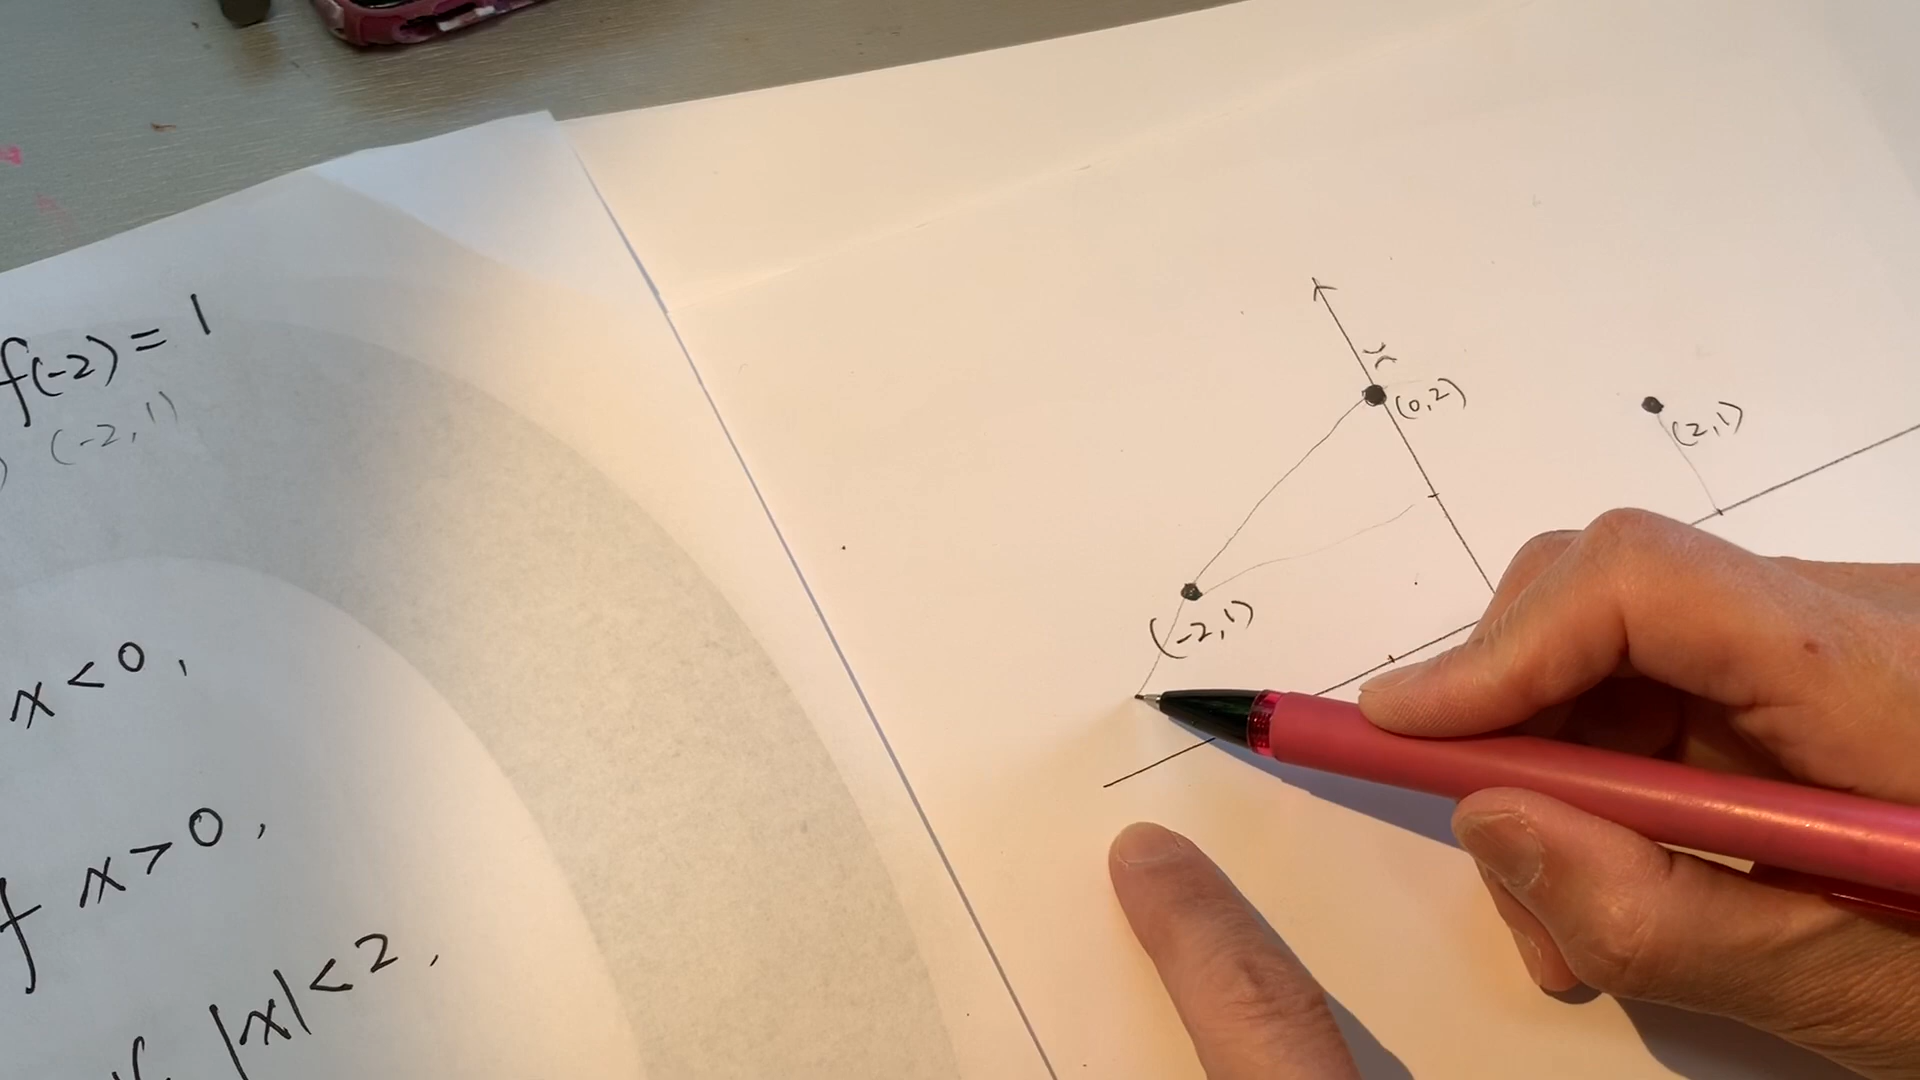 f(-2) = 1
(-2, 1)
x < 0,
x > 0,
|x| < 2,
(0, 2)
(2, 1)
(-2, 1)